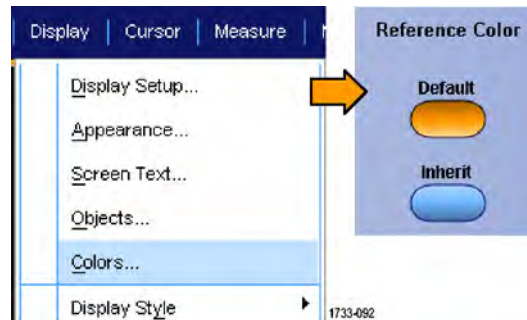 Display | Cursor | Measure |
Display Setup...
Appearance...
Screen Text...
Objects...
Colors...
Display Style
Reference Color
Default
Inherit
1733-092